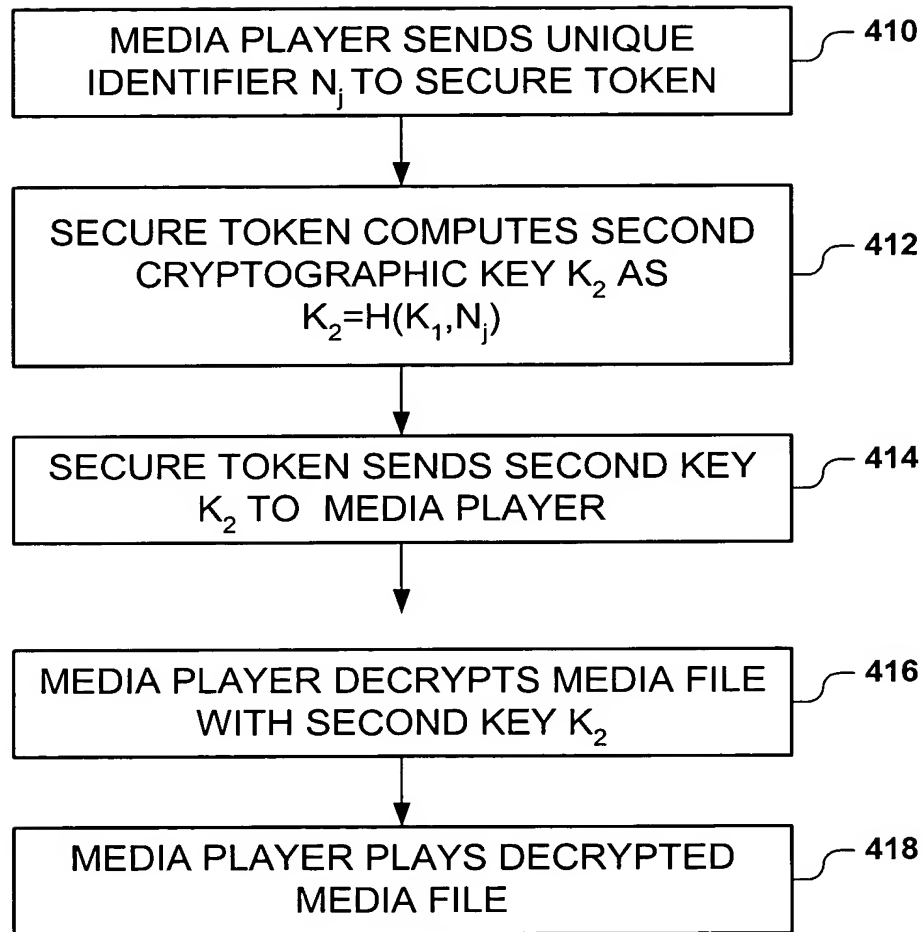 MEDIA PLAYER SENDS UNIQUE
IDENTIFIER Nj TO SECURE TOKEN
410
SECURE TOKEN COMPUTES SECOND
CRYPTOGRAPHIC KEY K2 AS
K2=H(K1,Nj)
412
SECURE TOKEN SENDS SECOND KEY
K2 TO MEDIA PLAYER
414
MEDIA PLAYER DECRYPTS MEDIA FILE
WITH SECOND KEY K2
416
MEDIA PLAYER PLAYS DECRYPTED
MEDIA FILE
418